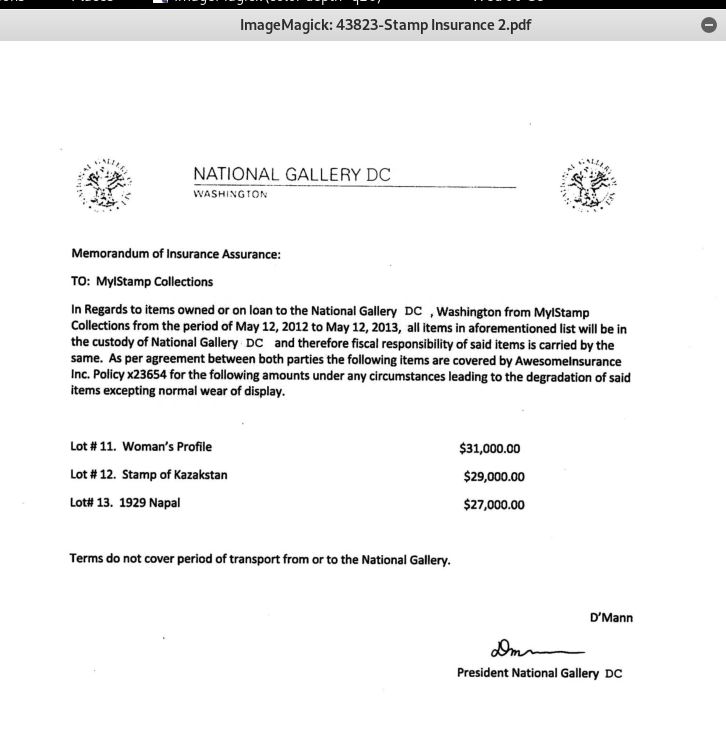 ImageMagick: 43823-Stamp Insurance 2.pdf
NATIONAL GALLERY DC
WASHINGTON
Memorandum of Insurance Assurance:
TO: MylStamp Collections
In Regards to items owned or on loan to the National Gallery DC , Washington from MylStamp
Collections from the period of May 12, 2012 to May 12, 2013, all items in aforementioned list will be in
the custody of National Gallery DC and therefore fiscal responsibility of said items is carried by the
same. As per agreement between both parties the following items are covered by AwesomeInsurance
Inc. Policy x23654 for the following amounts under any circumstances leading to the degradation of said
items excepting normal wear of display.
Lot # 11. Woman's Profile $31,000.00
Lot # 12. Stamp of Kazakstan $29,000.00
Lot# 13. 1929 Napal $27,000.00
Terms do not cover period of transport from or to the National Gallery.
D'Mann
President National Gallery DC